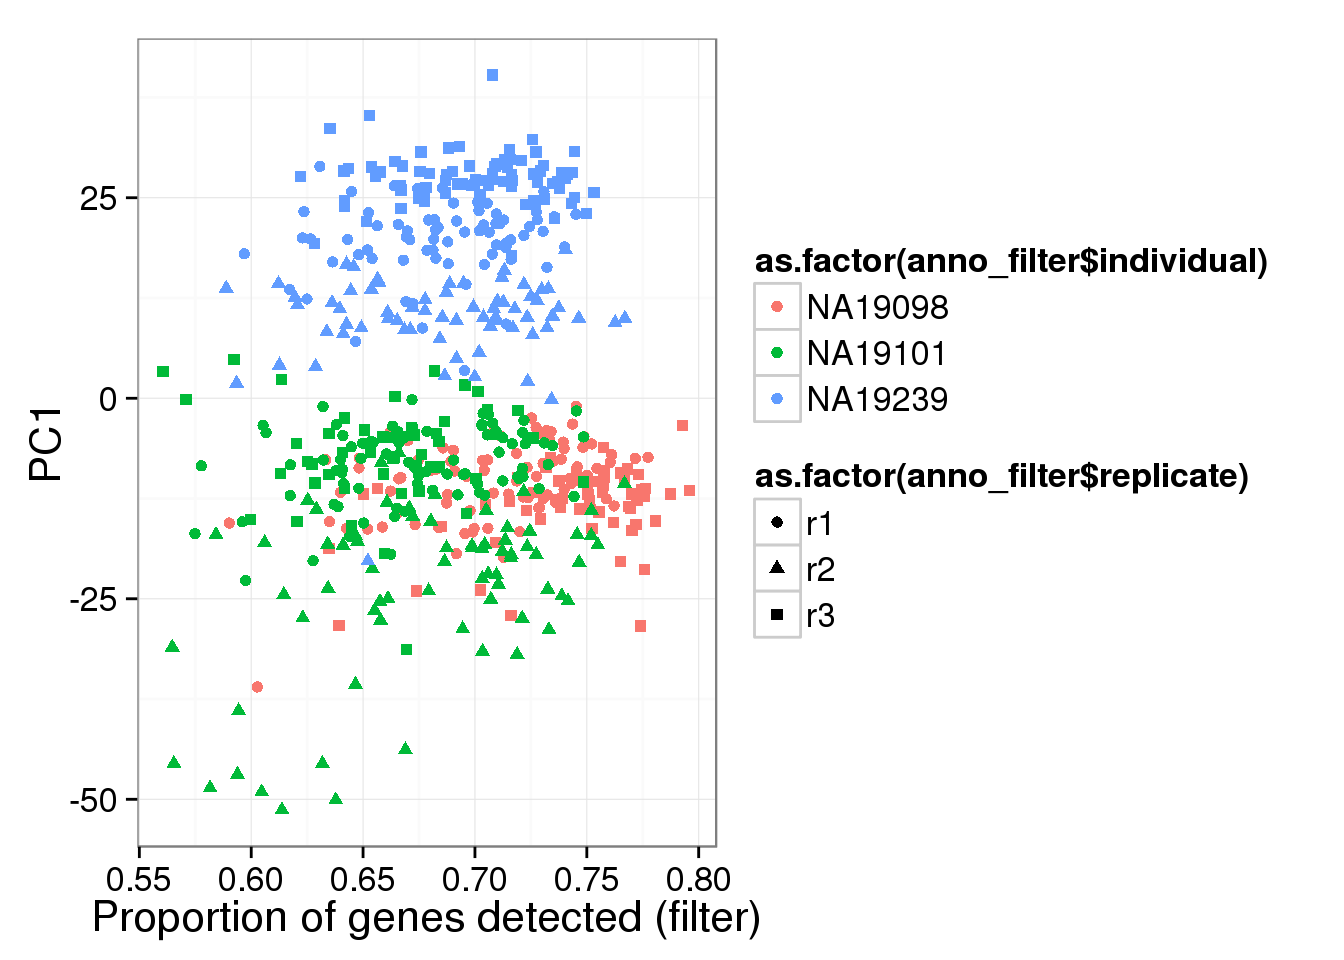 25
0
-25
-50
PC1
0.55 0.60 0.65 0.70 0.75 0.80
Proportion of genes detected (filter)
as.factor(anno_filter$individual)
NA19098
NA19101
NA19239
as.factor(anno_filter$replicate)
r1
r2
r3